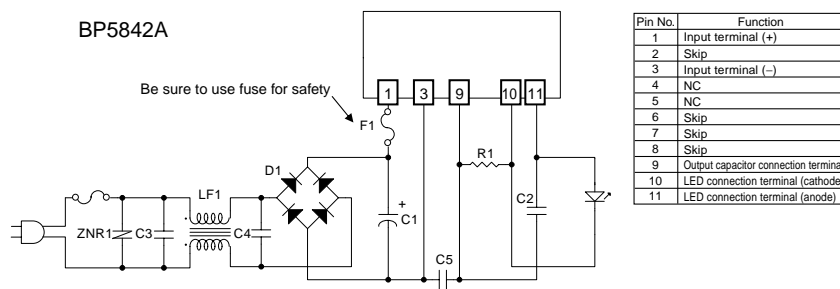 BP5842A
Be sure to use fuse for safety
F1
1
3
9
10
11
R1
D1
LF1
ZNR1
C3
C4
+
C1
C2
C5
Pin No. Function
1 Input terminal (+)
2 Skip
3 Input terminal (−)
4 NC
5 NC
6 Skip
7 Skip
8 Skip
9 Output capacitor connection termina
10 LED connection terminal (cathode
11 LED connection terminal (anode)